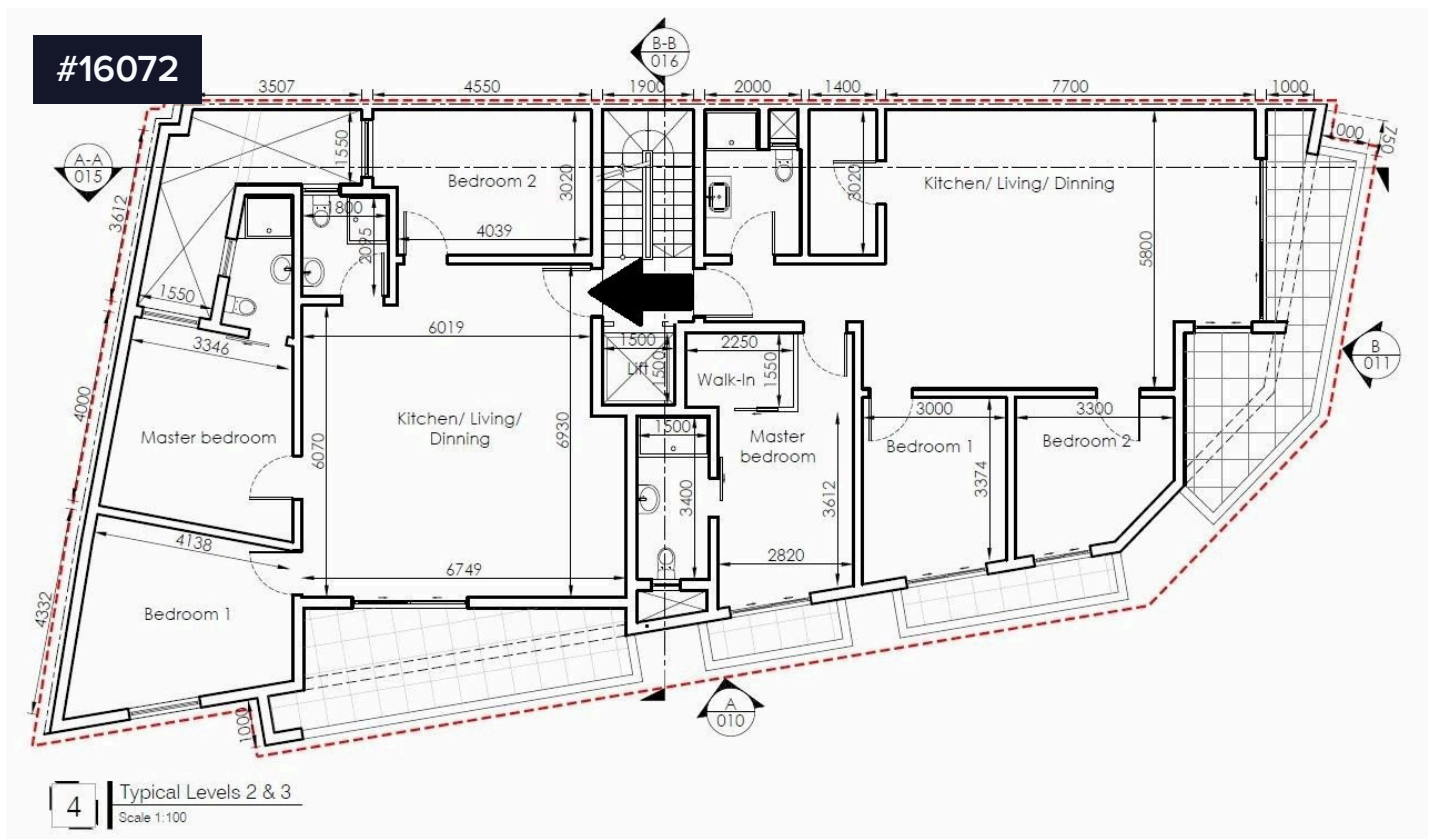 #16072
B-B
016
3507
4550
1900
2000
1400
7700
1000
1000
750
A-A
015
1550
3020
3020
Bedroom 2
Kitchen/ Living/ Dinning
3612
1800
2095
4039
5800
1550
6019
3346
1500
Lift
1500
2250
Walk-In
1550
B
011
4000
Master bedroom
Kitchen/ Living/
Dinning
6070
6930
1500
3400
Master
bedroom
3612
3000
Bedroom 1
3374
3300
Bedroom 2
4138
6749
2820
4332
Bedroom 1
1000
A
010
4
Typical Levels 2 & 3
Scale 1:100